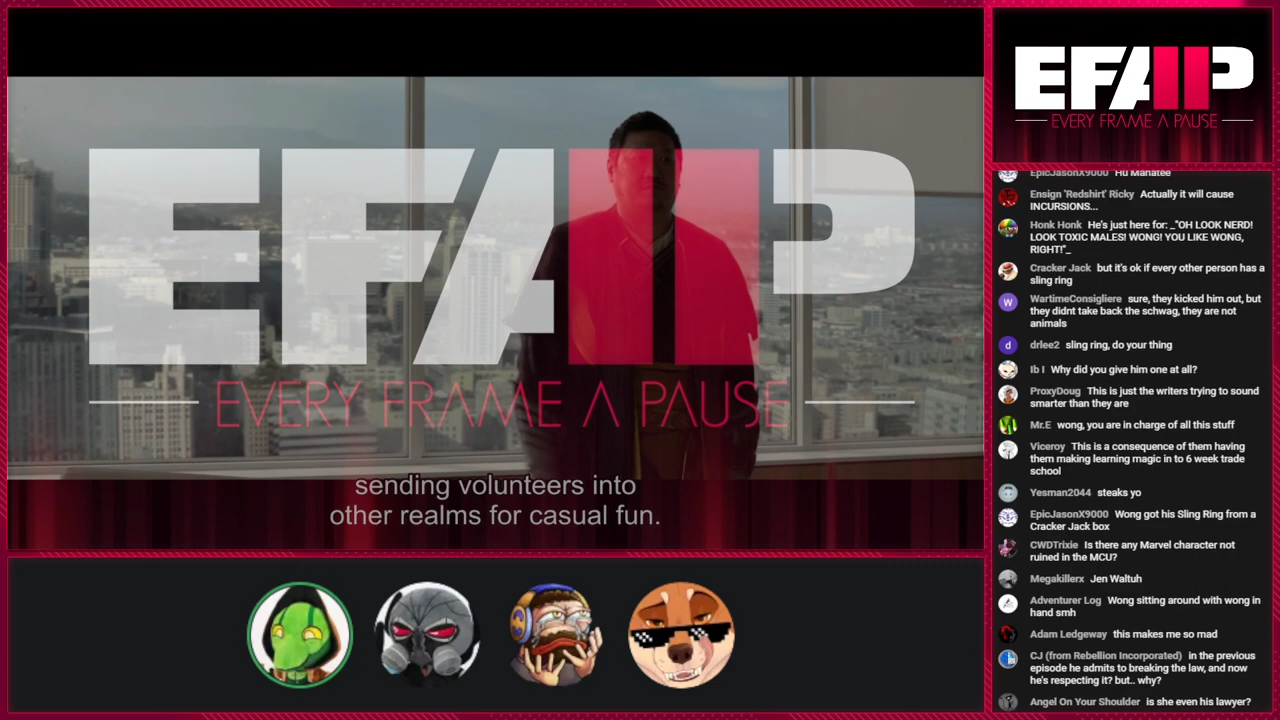 EFAP
EVERY FRAME A PAUSE
sending volunteers into
other realms for casual fun.
EFAP
EVERY FRAME A PAUSE
EpicJasonX9000 Hu Manatee
Ensign 'Redshirt' Ricky Actually it will cause
INCURSIONS...
Honk Honk He's just here for: _"OH LOOK NERD!
LOOK TOXIC MALES! WONG! YOU LIKE WONG,
RIGHT!"_
Cracker Jack but it's ok if every other person has a
sling ring
W
WartimeConsigliere sure, they kicked him out, but
they didnt take back the schwag, they are not
animals
d
drlee2 sling ring, do your thing
Ib I Why did you give him one at all?
ProxyDoug This is just the writers trying to sound
smarter than they are
Mr.E wong, you are in charge of all this stuff
Viceroy This is a consequence of them having
them making learning magic in to 6 week trade
school
Yesman2044 steaks yo
EpicJasonX9000 Wong got his Sling Ring from a
Cracker Jack box
CWDTrixie Is there any Marvel character not
ruined in the MCU?
Megakillerx Jen Waltuh
Adventurer Log Wong sitting around with wong in
hand smh
Adam Ledgeway this makes me so mad
CJ (from Rebellion Incorporated) in the previous
episode he admits to breaking the law, and now
he's respecting it? but.. why?
Angel On Your Shoulder is she even his lawyer?